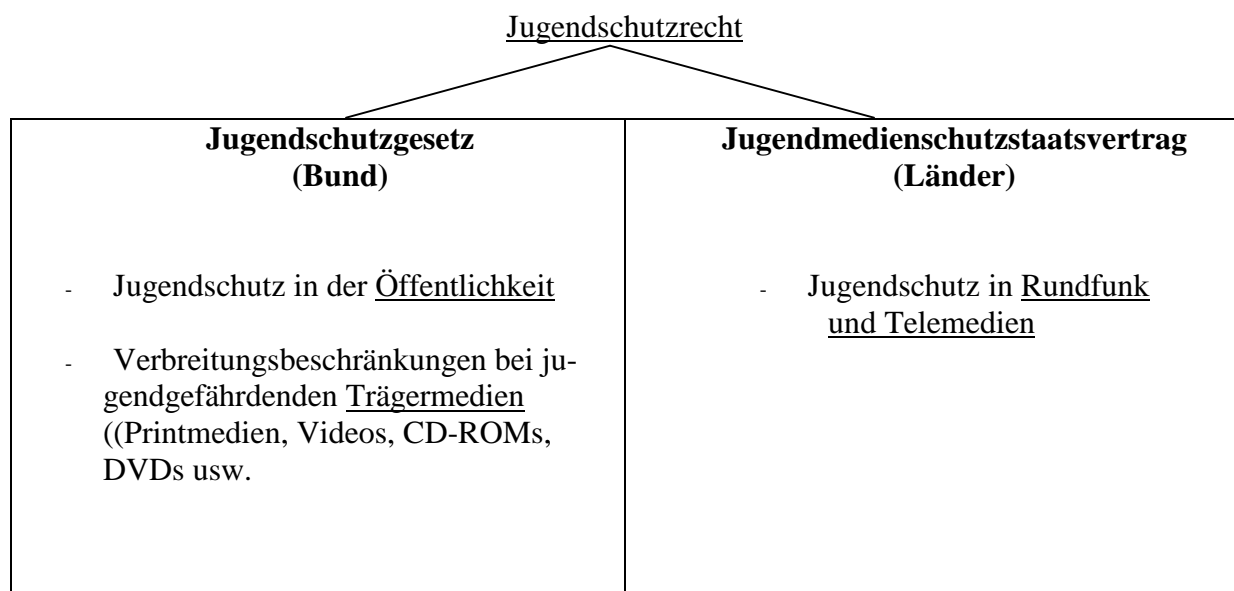 Jugendschutzrecht
Jugendschutzgesetz
(Bund)
- Jugendschutz in der Öffentlichkeit
- Verbreitungsbeschränkungen bei ju-
gendgefährdenden Trägermedien
((Printmedien, Videos, CD-ROMs,
DVDs usw.
Jugendmedienschutzstaatsvertrag
(Länder)
- Jugendschutz in Rundfunk
und Telemedien